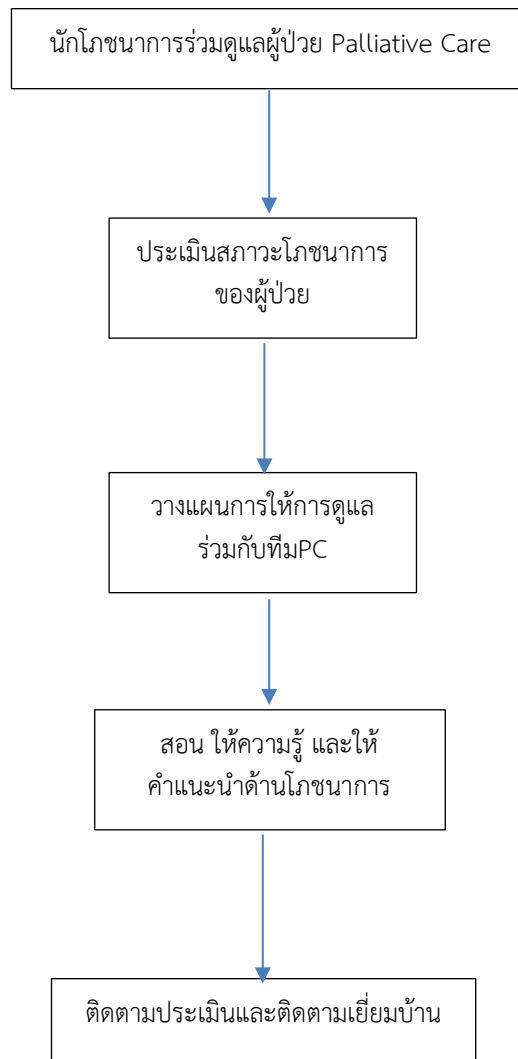 นักโภชนาการร่วมดูแลผู้ป่วย Palliative Care
ประเมินสภาวะโภชนาการ
ของผู้ป่วย
วางแผนการให้การดูแล
ร่วมกับทีมPC
สอน ให้ความรู้ และให้
คำแนะนำด้านโภชนาการ
ติดตามประเมินและติดตามเยี่ยมบ้าน